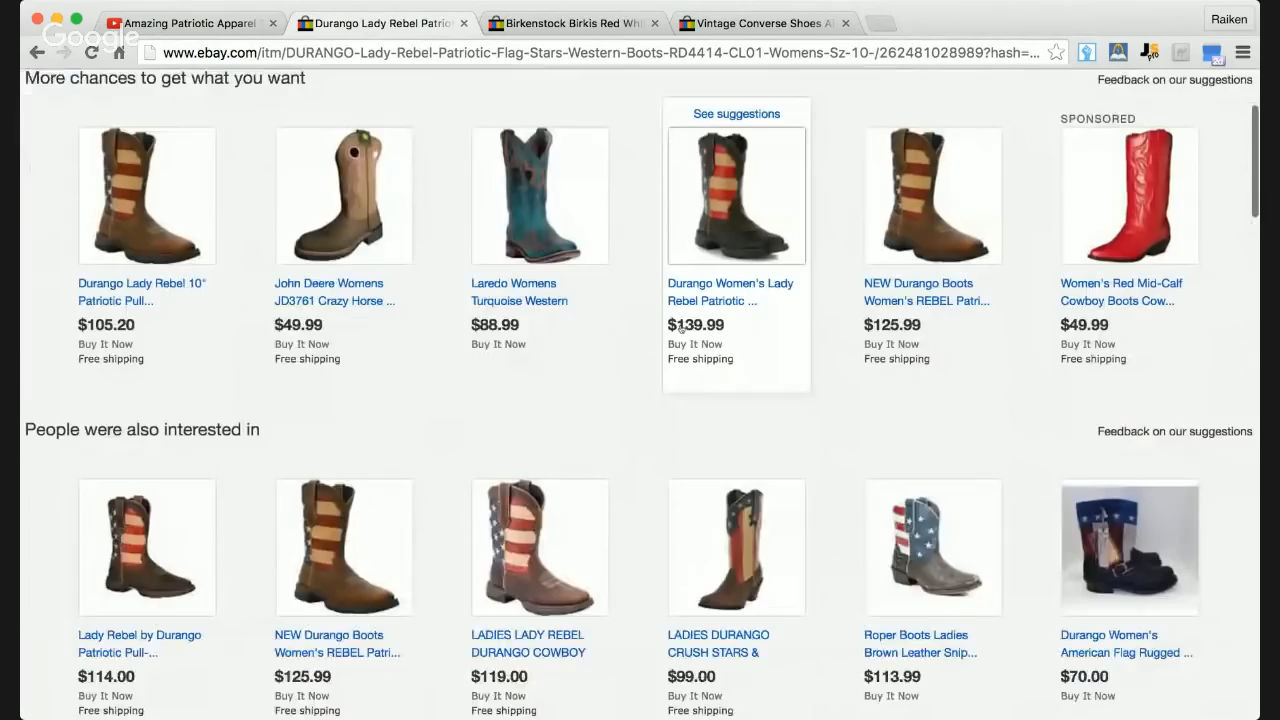 Google
Amazing Patriotic Apparel S
Durango Lady Rebel Patriot
Birkenstock Birkis Red Whi
Vintage Converse Shoes Al
Raiken
www.ebay.com/itm/DURANGO-Lady-Rebel-Patriotic-Flag-Stars-Western-Boots-RD4414-CL01-Womens-Sz-10-/262481028989?hash=...
More chances to get what you want
Feedback on our suggestions
See suggestions
SPONSORED
Durango Lady Rebel 10"
Patriotic Pull...
$105.20
Buy It Now
Free shipping
John Deere Womens
JD3761 Crazy Horse ...
$49.99
Buy It Now
Free shipping
Laredo Womens
Turquoise Western
$88.99
Buy It Now
Durango Women's Lady
Rebel Patriotic ...
$139.99
Buy It Now
Free shipping
NEW Durango Boots
Women's REBEL Patri...
$125.99
Buy It Now
Free shipping
Women's Red Mid-Calf
Cowboy Boots Cow...
$49.99
Buy It Now
Free shipping
People were also interested in
Feedback on our suggestions
Lady Rebel by Durango
Patriotic Pull-...
$114.00
Buy It Now
Free shipping
NEW Durango Boots
Women's REBEL Patri...
$125.99
Buy It Now
Free shipping
LADIES LADY REBEL
DURANGO COWBOY
$119.00
Buy It Now
Free shipping
LADIES DURANGO
CRUSH STARS &
$99.00
Buy It Now
Free shipping
Roper Boots Ladies
Brown Leather Snip...
$113.99
Buy It Now
Free shipping
Durango Women's
American Flag Rugged ...
$70.00
Buy It Now